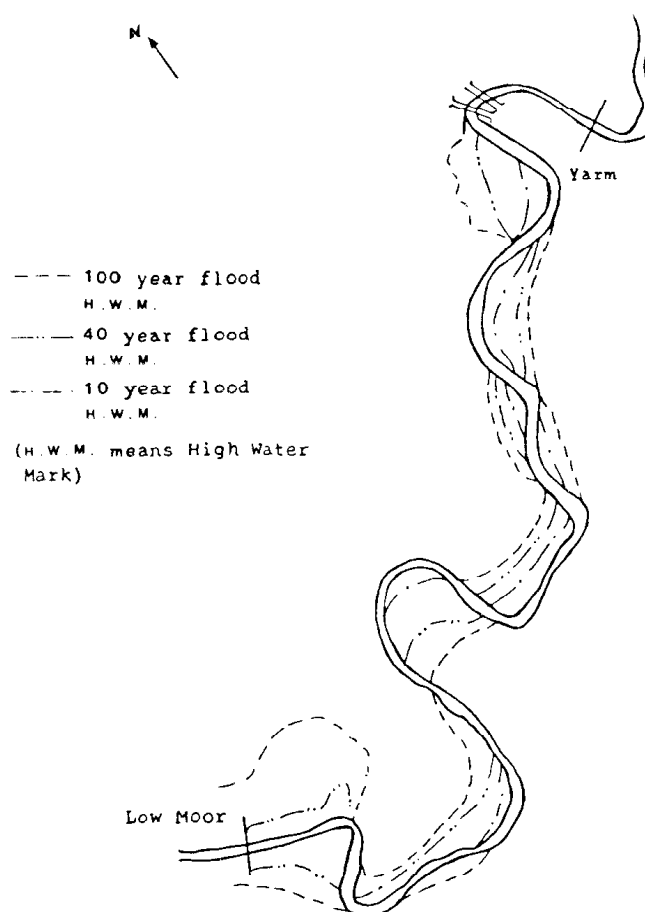 N
Yarm
100 year flood
H.W.M.
40 year flood
H.W.M.
10 year flood
H.W.M.
(H.W.M. means High Water
Mark)
Low Moor